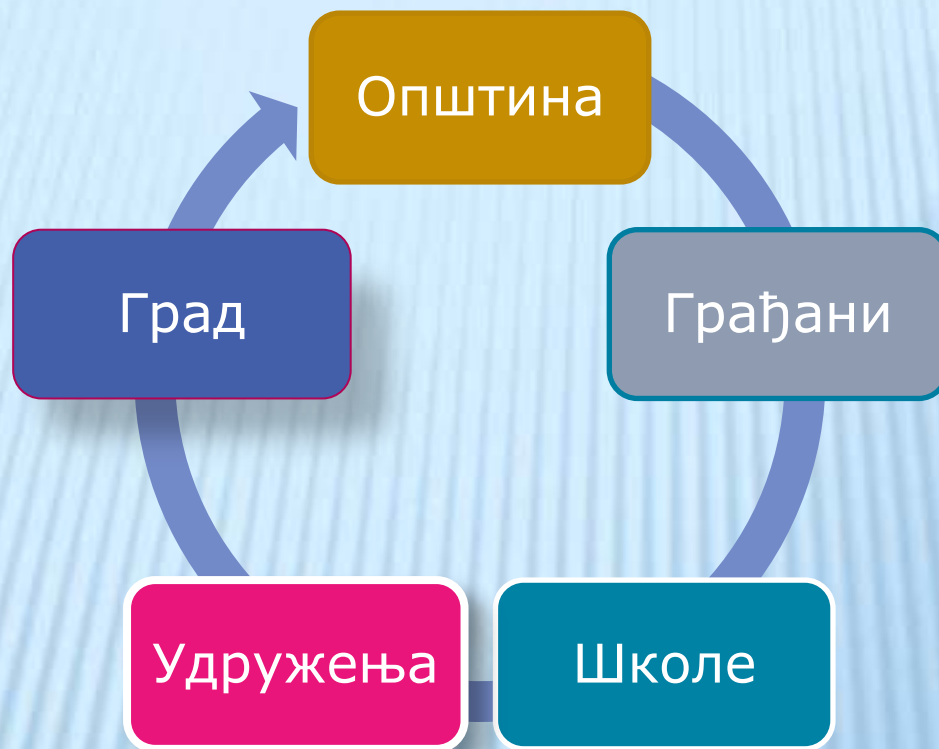 Општина
Град
Грађани
Удружења
Школе